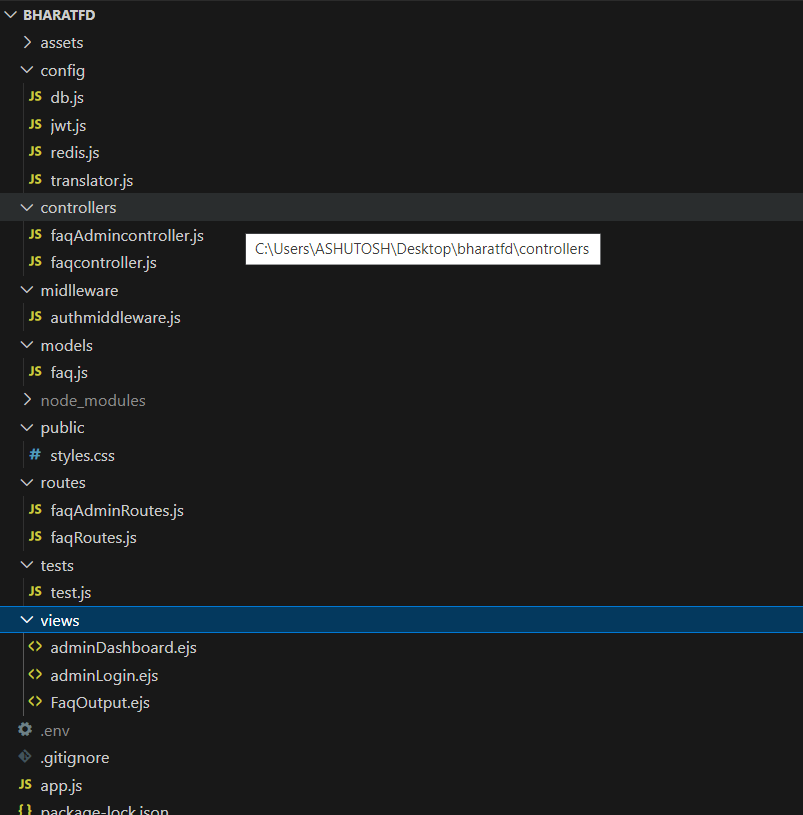 BHARATFD
assets
config
JS db.js
JS jwt.js
JS redis.js
JS translator.js
controllers
JS faqAdmincontroller.js
C:\Users\ASHUTOSH\Desktop\bharatfd\controllers
JS faqcontroller.js
midlleware
JS authmiddleware.js
models
JS faq.js
node_modules
public
# styles.css
routes
JS faqAdminRoutes.js
JS faqRoutes.js
tests
JS test.js
views
<> adminDashboard.ejs
<> adminLogin.ejs
<> FaqOutput.ejs
.env
.gitignore
JS app.js
{} package-lock.json